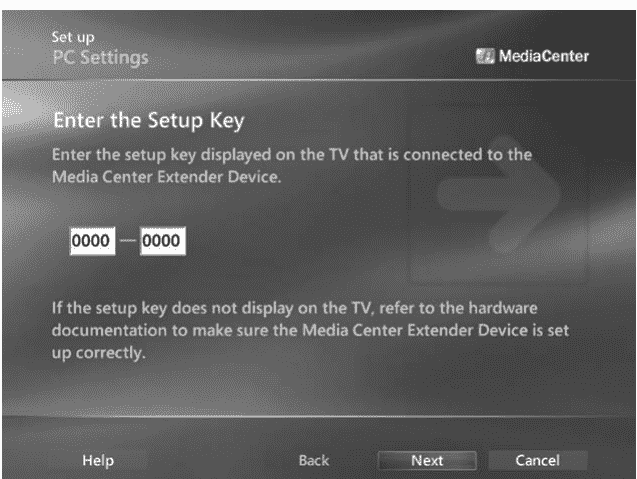 Set up
PC Settings
MediaCenter
Enter the Setup Key
Enter the setup key displayed on the TV that is connected to the
Media Center Extender Device.
0000 — 0000
If the setup key does not display on the TV, refer to the hardware
documentation to make sure the Media Center Extender Device is set
up correctly.
Help Back Next Cancel